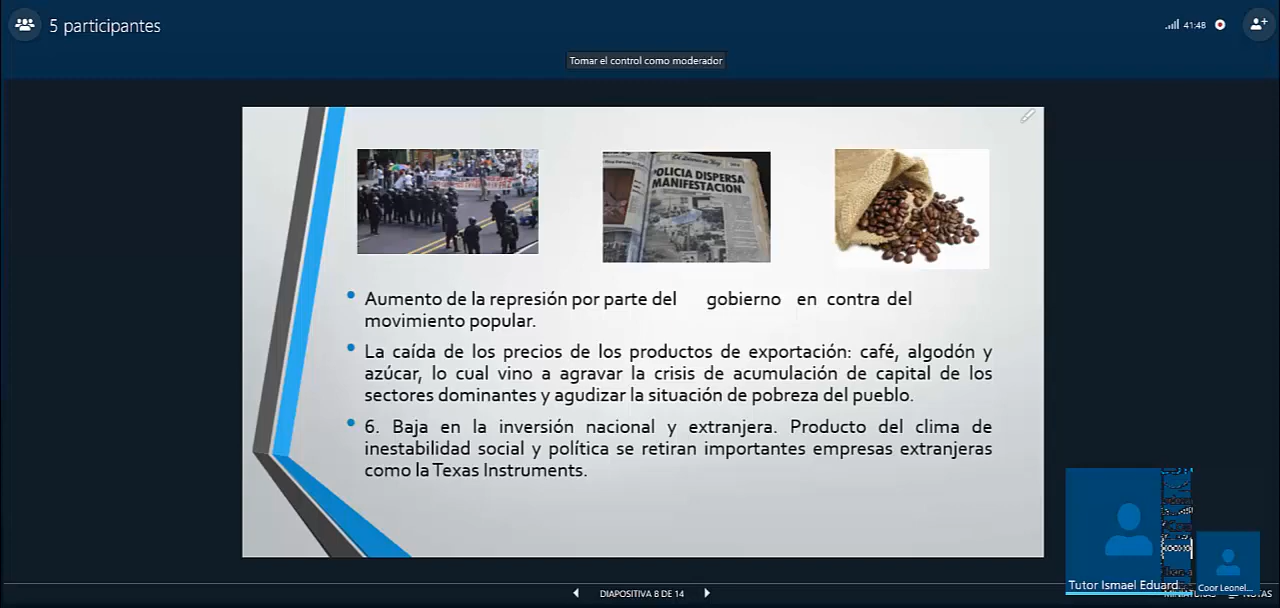 5 participantes
41:48
Tomar el control como moderador
POLICIA DISPERSA
MANIFESTACION
Aumento de la represión por parte del gobierno en contra del
movimiento popular.
La caída de los precios de los productos de exportación: café, algodón y
azúcar, lo cual vino a agravar la crisis de acumulación de capital de los
sectores dominantes y agudizar la situación de pobreza del pueblo.
6. Baja en la inversión nacional y extranjera. Producto del clima de
inestabilidad social y política se retiran importantes empresas extranjeras
como la Texas Instruments.
Tutor Ismael Eduard...
Coor Leonel...
DIAPOSITIVA 8 DE 14
NOTAS